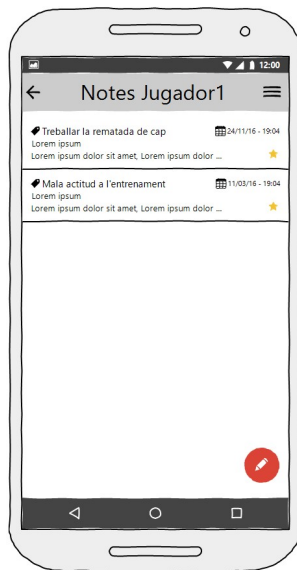 12:00
Notes Jugador1
Treballar la rematada de cap 24/11/16 - 19:04
Lorem ipsum
Lorem ipsum dolor sit amet, Lorem ipsum dolor ...
Mala actitud a l'entrenament 11/03/16 - 19:04
Lorem ipsum
Lorem ipsum dolor sit amet, Lorem ipsum dolor ...